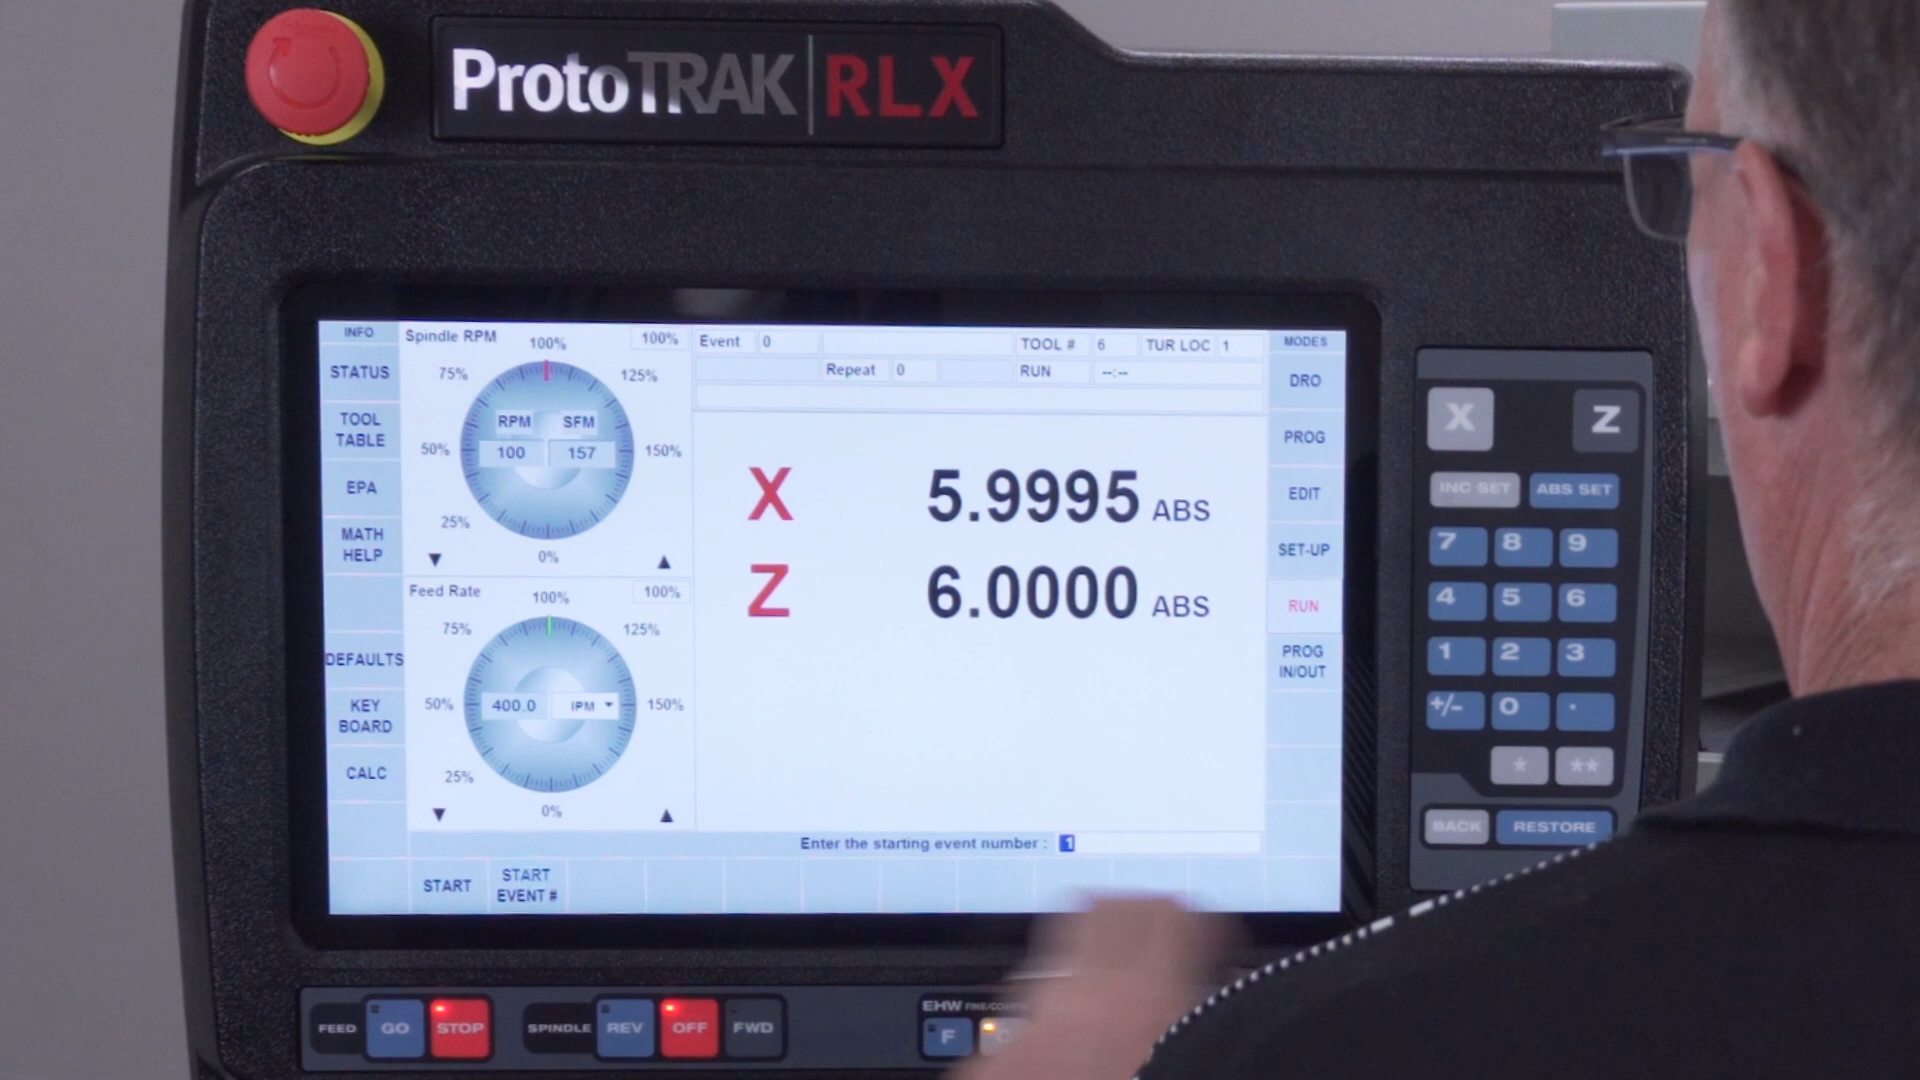 ProtoTRAK RLX
INFO
STATUS
TOOL TABLE
EPA
MATH HELP
DEFAULTS
KEY BOARD
CALC
Spindle RPM 100%
100%
75% 125%
RPM SFM
100 157
50% 150%
25%
▼ 0% ▲
Feed Rate 100%
100%
75% 125%
50% 400.0 IPM ▼ 150%
25%
▼ 0% ▲
Event 0 TOOL # 6 TUR LOC 1
Repeat 0 RUN --:--
X 5.9995 ABS
Z 6.0000 ABS
Enter the starting event number : 1
START
START EVENT #
MODES
DRO
PROG
EDIT
SET-UP
RUN
PROG IN/OUT
X Z
INC SET ABS SET
7 8 9
4 5 6
1 2 3
+/- 0 .
* **
BACK RESTORE
FEED GO STOP
SPINDLE REV OFF FWD
EHW
F